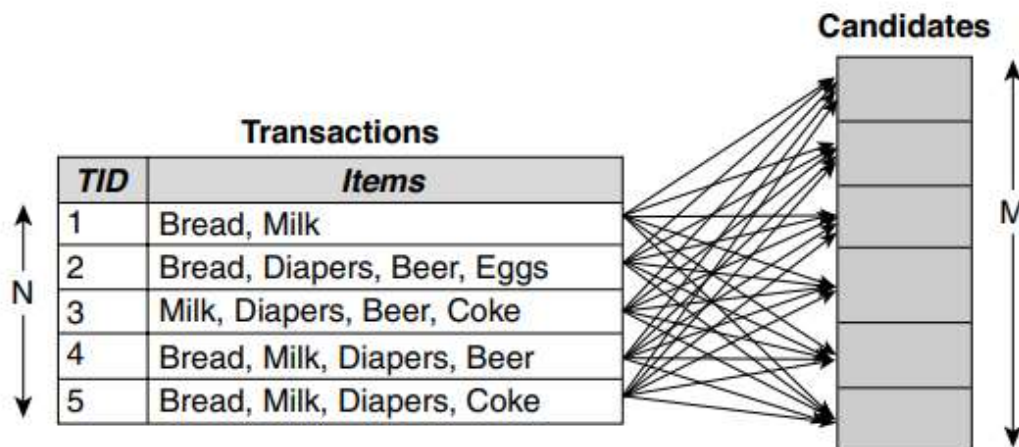 Candidates
Transactions
TID Items
1 Bread, Milk
2 Bread, Diapers, Beer, Eggs
3 Milk, Diapers, Beer, Coke
4 Bread, Milk, Diapers, Beer
5 Bread, Milk, Diapers, Coke
N
M